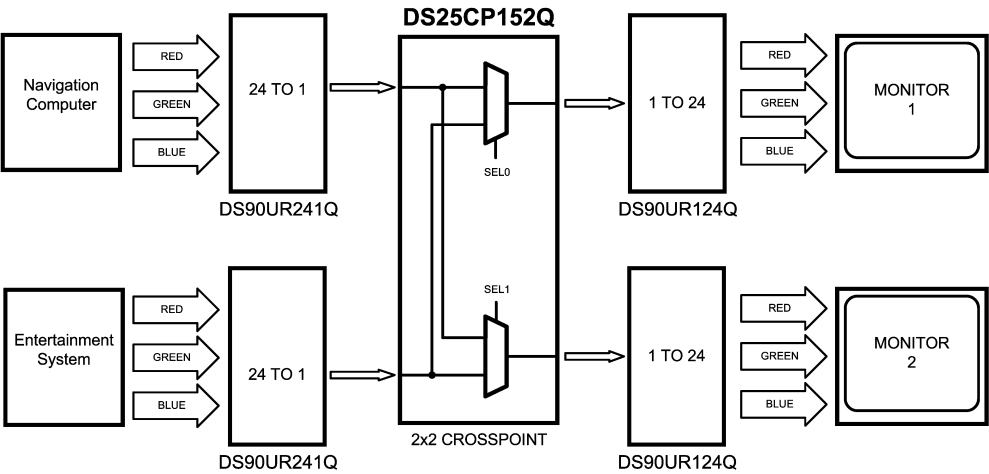 DS25CP152Q
Navigation
Computer
RED
GREEN
BLUE
24 TO 1
DS90UR241Q
SEL0
1 TO 24
DS90UR124Q
RED
GREEN
BLUE
MONITOR
1
Entertainment
System
RED
GREEN
BLUE
24 TO 1
DS90UR241Q
SEL1
2x2 CROSSPOINT
1 TO 24
DS90UR124Q
RED
GREEN
BLUE
MONITOR
2